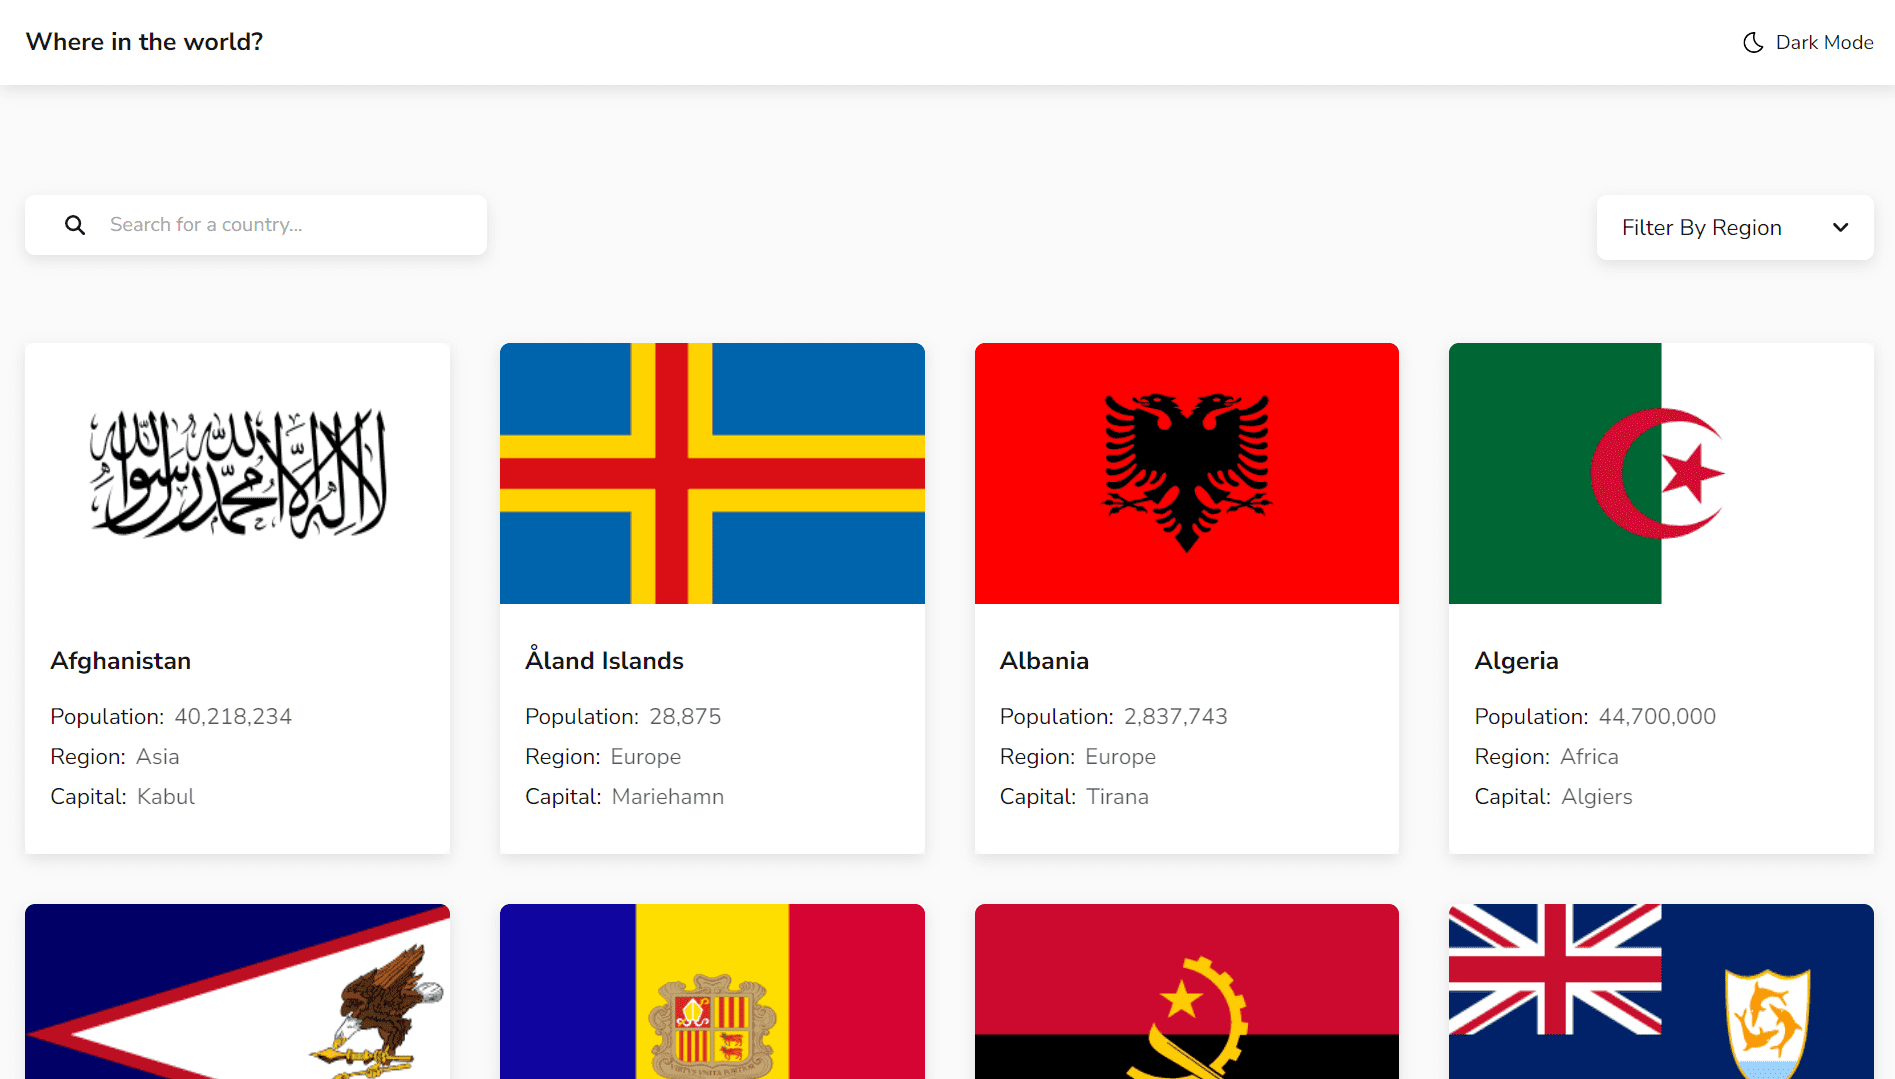 Where in the world?
Dark Mode
Search for a country...
Filter By Region
لا إله إلا الله محمد رسول الله
Afghanistan
Population: 40,218,234
Region: Asia
Capital: Kabul
Åland Islands
Population: 28,875
Region: Europe
Capital: Mariehamn
Albania
Population: 2,837,743
Region: Europe
Capital: Tirana
Algeria
Population: 44,700,000
Region: Africa
Capital: Algiers